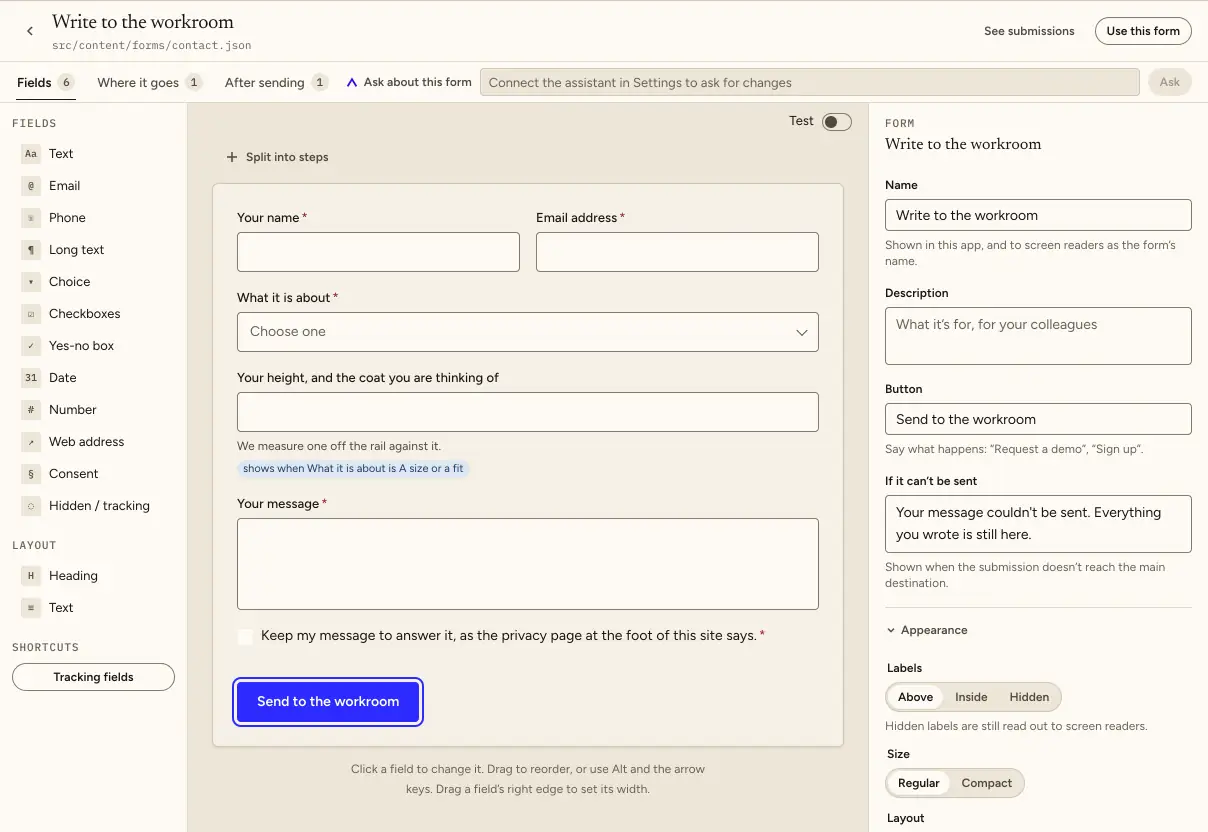 Write to the workroom
src/content/forms/contact.json
See submissions
Use this form
Fields 6
Where it goes 1
After sending 1
Ask about this form
Connect the assistant in Settings to ask for changes
Ask
FIELDS
Aa Text
@ Email
Phone
¶ Long text
Choice
Checkboxes
✓ Yes-no box
31 Date
# Number
↗ Web address
§ Consent
Hidden / tracking
LAYOUT
H Heading
≡ Text
SHORTCUTS
Tracking fields
Test
+ Split into steps
Your name *
Email address *
What it is about *
Choose one
Your height, and the coat you are thinking of
We measure one off the rail against it.
shows when What it is about is A size or a fit
Your message *
Keep my message to answer it, as the privacy page at the foot of this site says. *
Send to the workroom
Click a field to change it. Drag to reorder, or use Alt and the arrow
keys. Drag a field’s right edge to set its width.
FORM
Write to the workroom
Name
Write to the workroom
Shown in this app, and to screen readers as the form’s
name.
Description
What it’s for, for your colleagues
Button
Send to the workroom
Say what happens: “Request a demo”, “Sign up”.
If it can’t be sent
Your message couldn't be sent. Everything
you wrote is still here.
Shown when the submission doesn’t reach the main
destination.
Appearance
Labels
Above Inside Hidden
Hidden labels are still read out to screen readers.
Size
Regular Compact
Layout